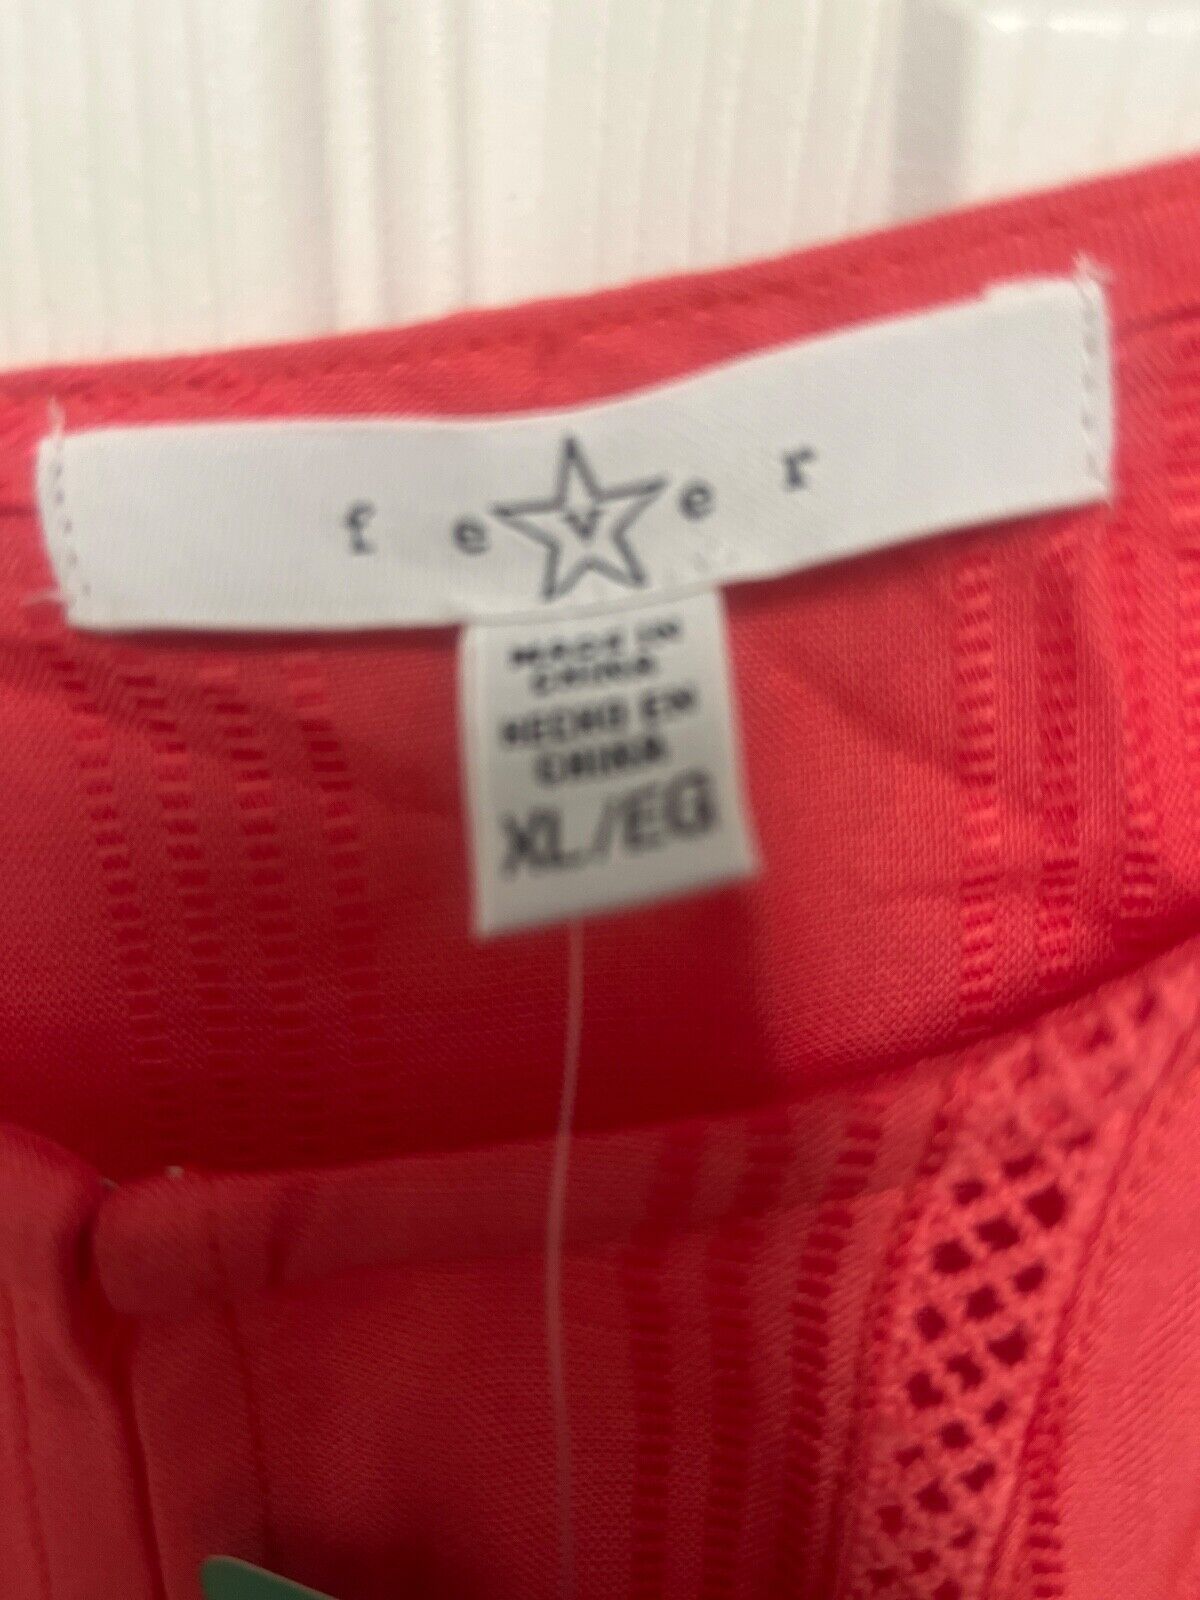 f e v e r
MADE IN
CHINA
HECHO EN
CHINA
XL/EG